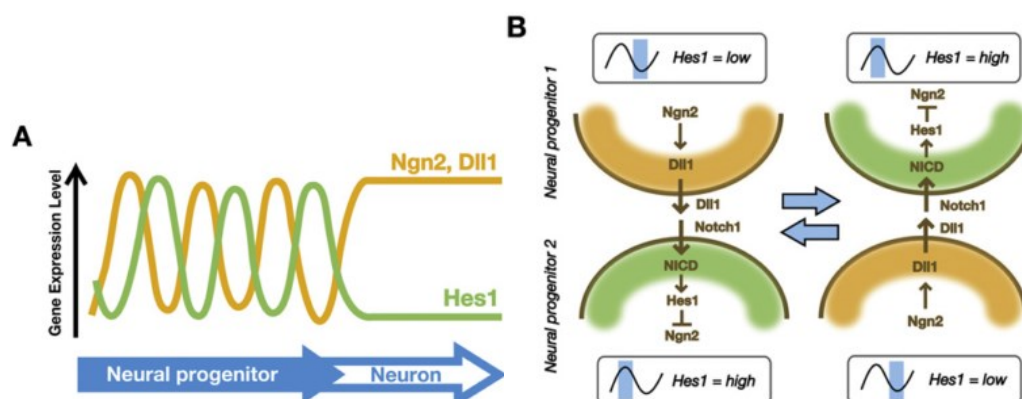 A
Gene Expression Level
Ngn2, Dll1
Hes1
Neural progenitor
Neuron
B
Neural progenitor 1
Neural progenitor 2
Hes1 = low
Ngn2
Dll1
Dll1
Notch1
NICD
Hes1
Ngn2
Hes1 = high
Hes1 = high
Ngn2
Hes1
NICD
Notch1
Dll1
Dll1
Ngn2
Hes1 = low